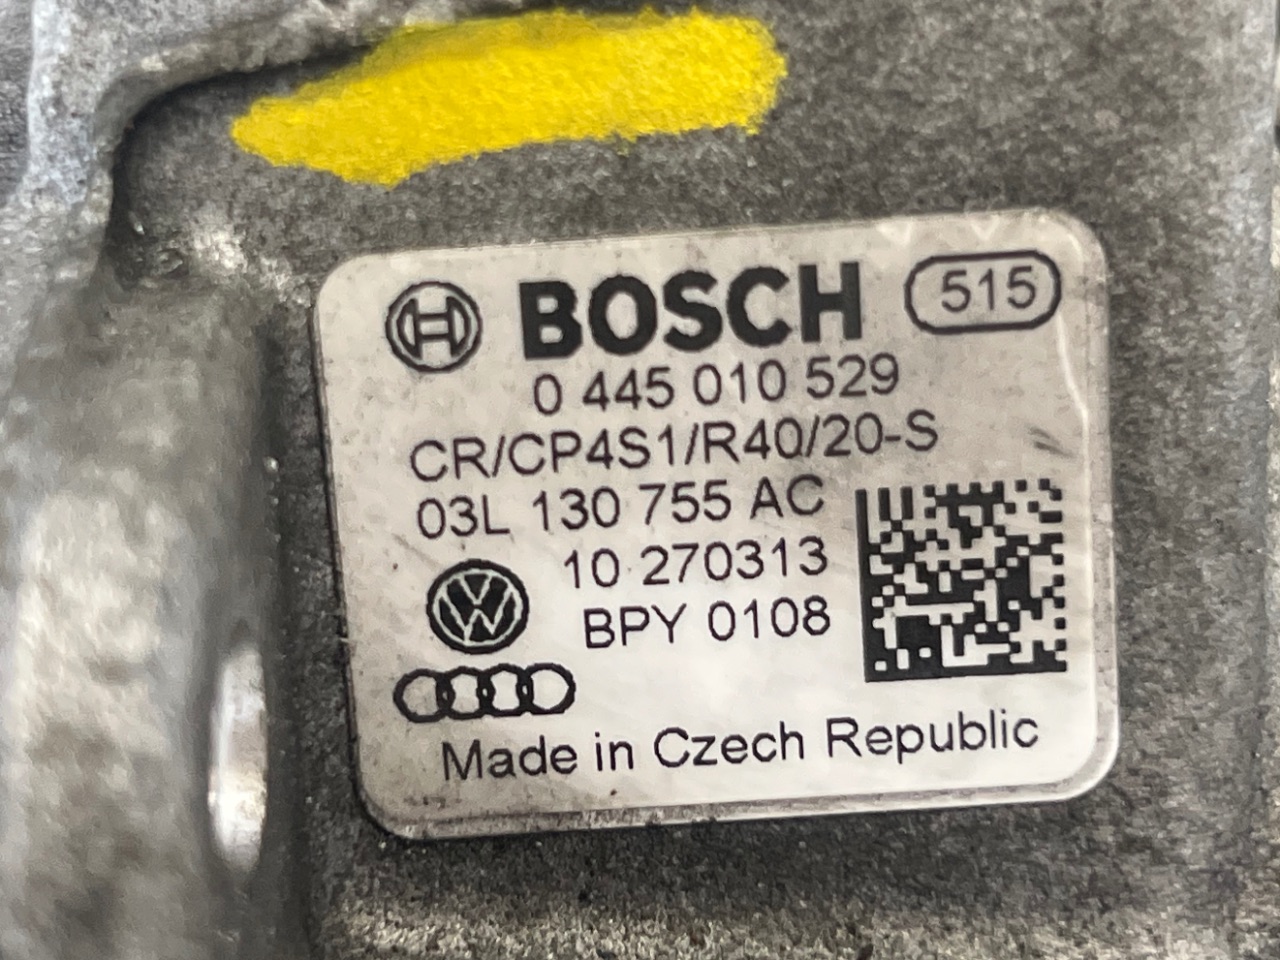 BOSCH 515
0 445 010 529
CR/CP4S1/R40/20-S
03L 130 755 AC
10 270313
BPY 0108
Made in Czech Republic